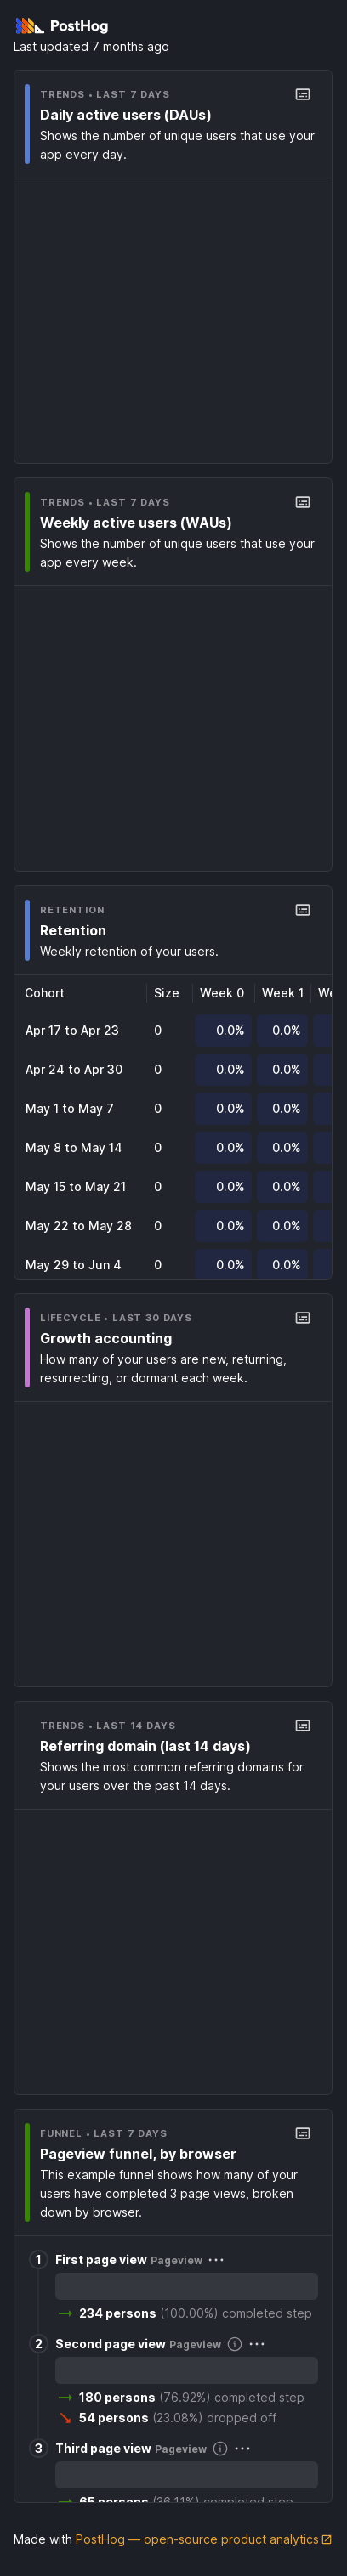 PostHog
Last updated 7 months ago
TRENDS • LAST 7 DAYS
Daily active users (DAUs)
Shows the number of unique users that use your
app every day.
TRENDS • LAST 7 DAYS
Weekly active users (WAUs)
Shows the number of unique users that use your
app every week.
RETENTION
Retention
Weekly retention of your users.
Cohort Size Week 0 Week 1 We
Apr 17 to Apr 23 0 0.0% 0.0%
Apr 24 to Apr 30 0 0.0% 0.0%
May 1 to May 7 0 0.0% 0.0%
May 8 to May 14 0 0.0% 0.0%
May 15 to May 21 0 0.0% 0.0%
May 22 to May 28 0 0.0% 0.0%
May 29 to Jun 4 0 0.0% 0.0%
LIFECYCLE • LAST 30 DAYS
Growth accounting
How many of your users are new, returning,
resurrecting, or dormant each week.
TRENDS • LAST 14 DAYS
Referring domain (last 14 days)
Shows the most common referring domains for
your users over the past 14 days.
FUNNEL • LAST 7 DAYS
Pageview funnel, by browser
This example funnel shows how many of your
users have completed 3 page views, broken
down by browser.
1 First page view Pageview
234 persons (100.00%) completed step
2 Second page view Pageview
180 persons (76.92%) completed step
54 persons (23.08%) dropped off
3 Third page view Pageview
65 persons (36.11%) completed step
Made with PostHog — open-source product analytics